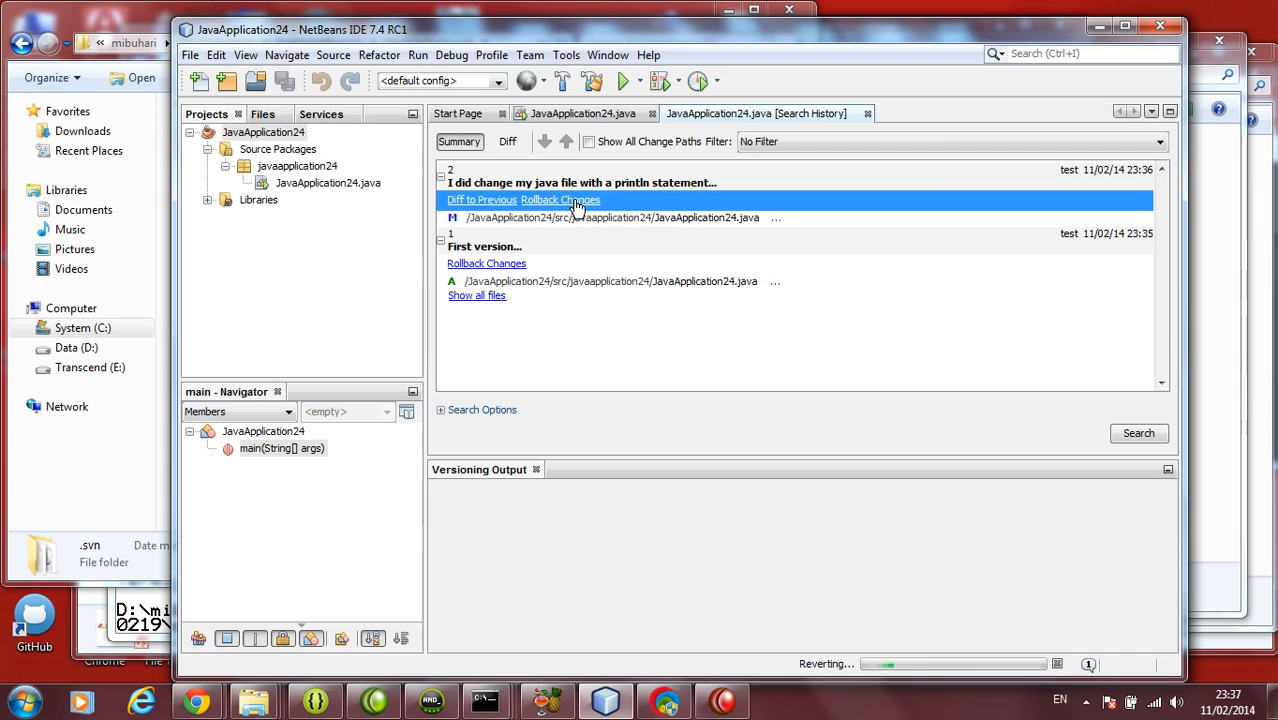 JavaApplication24 - NetBeans IDE 7.4 RC1
mibuhari
File Edit View Navigate Source Refactor Run Debug Profile Team Tools Window Help
Search (Ctrl+I)
Organize
Open
<default config>
Favorites
Downloads
Recent Places
Libraries
Documents
Music
Pictures
Videos
Computer
System (C:)
Data (D:)
Transcend (E:)
Network
.svn
Date m
File folder
Projects Files Services
JavaApplication24
Source Packages
javaapplication24
JavaApplication24.java
Libraries
main - Navigator
Members
<empty>
JavaApplication24
main(String[] args)
Start Page JavaApplication24.java JavaApplication24.java [Search History]
Summary Diff Show All Change Paths Filter: No Filter
2 test 11/02/14 23:36
I did change my java file with a println statement...
Diff to Previous Rollback Changes
M /JavaApplication24/src/javaapplication24/JavaApplication24.java ...
1 test 11/02/14 23:35
First version...
Rollback Changes
A /JavaApplication24/src/javaapplication24/JavaApplication24.java ...
Show all files
Search Options
Search
Versioning Output
Reverting...
1
D:\mi
0219\
GitHub
Chrome
File T
AND_
C:\
EN
23:37
11/02/2014